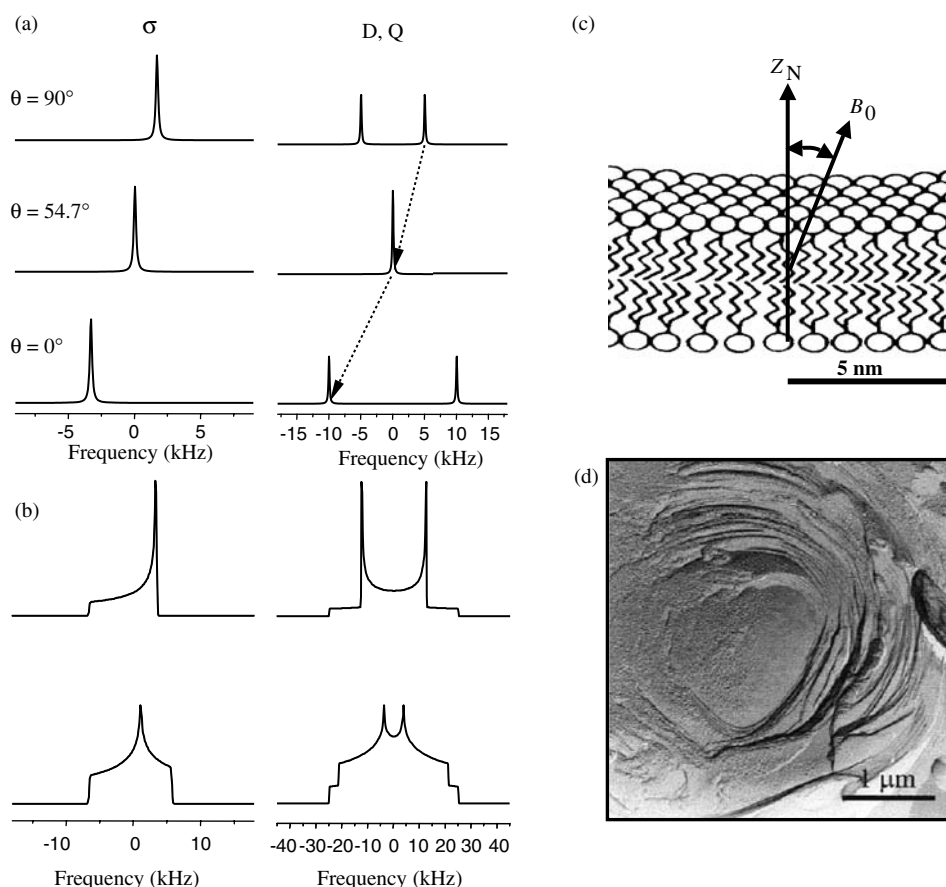 (a)
σ
D, Q
θ = 90°
θ = 54.7°
θ = 0°
-5 0 5
Frequency (kHz)
-15 -10 -5 0 5 10 15
Frequency (kHz)
(b)
-10 0 10
Frequency (kHz)
-40 -30 -20 -10 0 10 20 30 40
Frequency (kHz)
(c)
Z_N
B_0
5 nm
(d)
1 μm